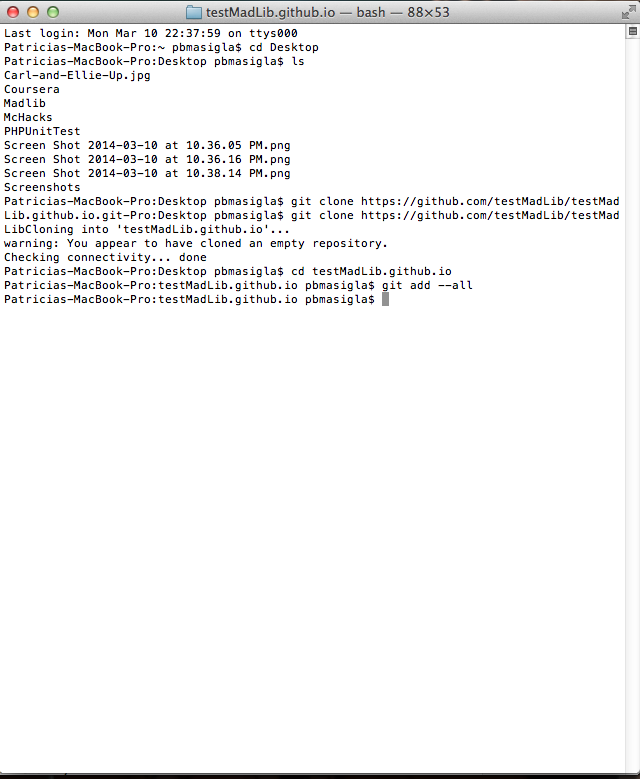 testMadLib.github.io — bash — 88×53
Last login: Mon Mar 10 22:37:59 on ttys000
Patricias-MacBook-Pro:~ pbmasigla$ cd Desktop
Patricias-MacBook-Pro:Desktop pbmasigla$ ls
Carl-and-Ellie-Up.jpg
Coursera
Madlib
McHacks
PHPUnitTest
Screen Shot 2014-03-10 at 10.36.05 PM.png
Screen Shot 2014-03-10 at 10.36.16 PM.png
Screen Shot 2014-03-10 at 10.38.14 PM.png
Screenshots
Patricias-MacBook-Pro:Desktop pbmasigla$ git clone https://github.com/testMadLib/testMad
Lib.github.io.git-Pro:Desktop pbmasigla$ git clone https://github.com/testMadLib/testMad
LibCloning into 'testMadLib.github.io'...
warning: You appear to have cloned an empty repository.
Checking connectivity... done
Patricias-MacBook-Pro:Desktop pbmasigla$ cd testMadLib.github.io
Patricias-MacBook-Pro:testMadLib.github.io pbmasigla$ git add --all
Patricias-MacBook-Pro:testMadLib.github.io pbmasigla$